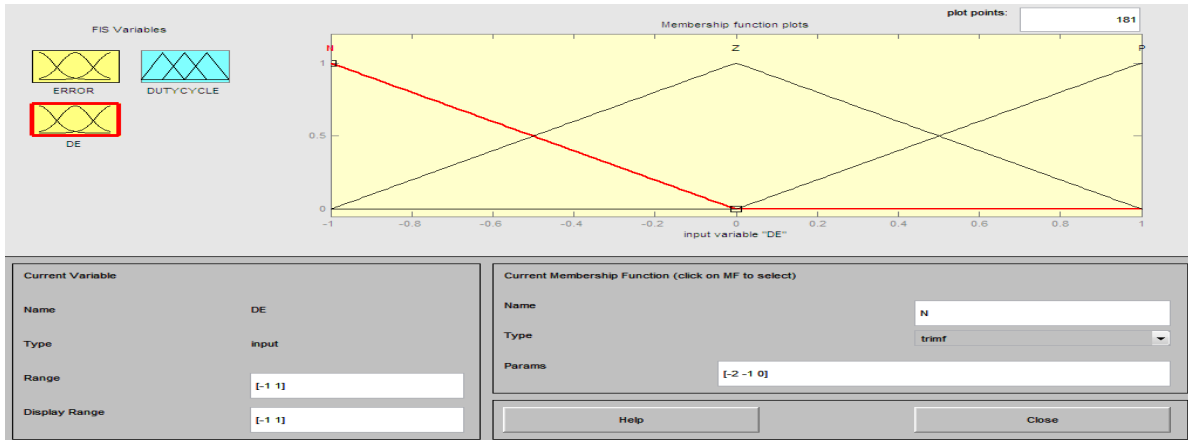 FIS Variables
ERROR
DUTYCYCLE
DE
Membership function plots
plot points:
181
N
Z
P
1
0.5
0
-1
-0.8
-0.6
-0.4
-0.2
0
0.2
0.4
0.6
0.8
1
input variable "DE"
Current Variable
Name
DE
Type
input
Range
[-1 1]
Display Range
[-1 1]
Current Membership Function (click on MF to select)
Name
N
Type
trimf
Params
[-2 -1 0]
Help
Close